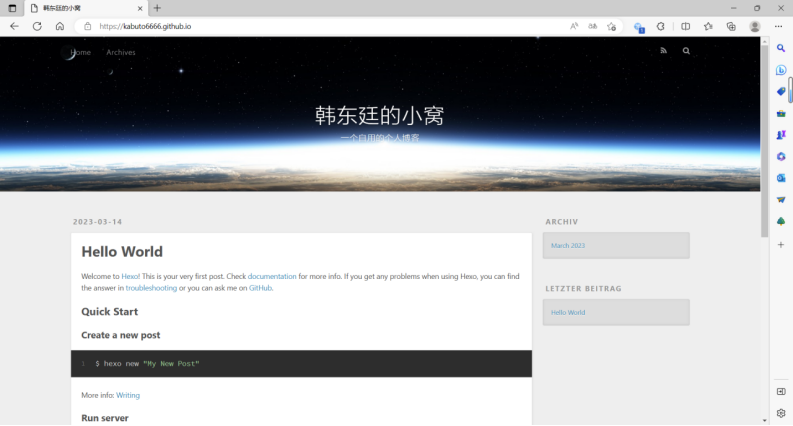 韩东廷的小窝
https://kabuto6666.github.io
Home
Archives
韩东廷的小窝
一个自用的个人博客
2023-03-14
Hello World
Welcome to Hexo! This is your very first post. Check documentation for more info. If you get any problems when using Hexo, you can find
the answer in troubleshooting or you can ask me on GitHub.
Quick Start
Create a new post
1 $ hexo new "My New Post"
More info: Writing
Run server
ARCHIV
March 2023
LETZTER BEITRAG
Hello World